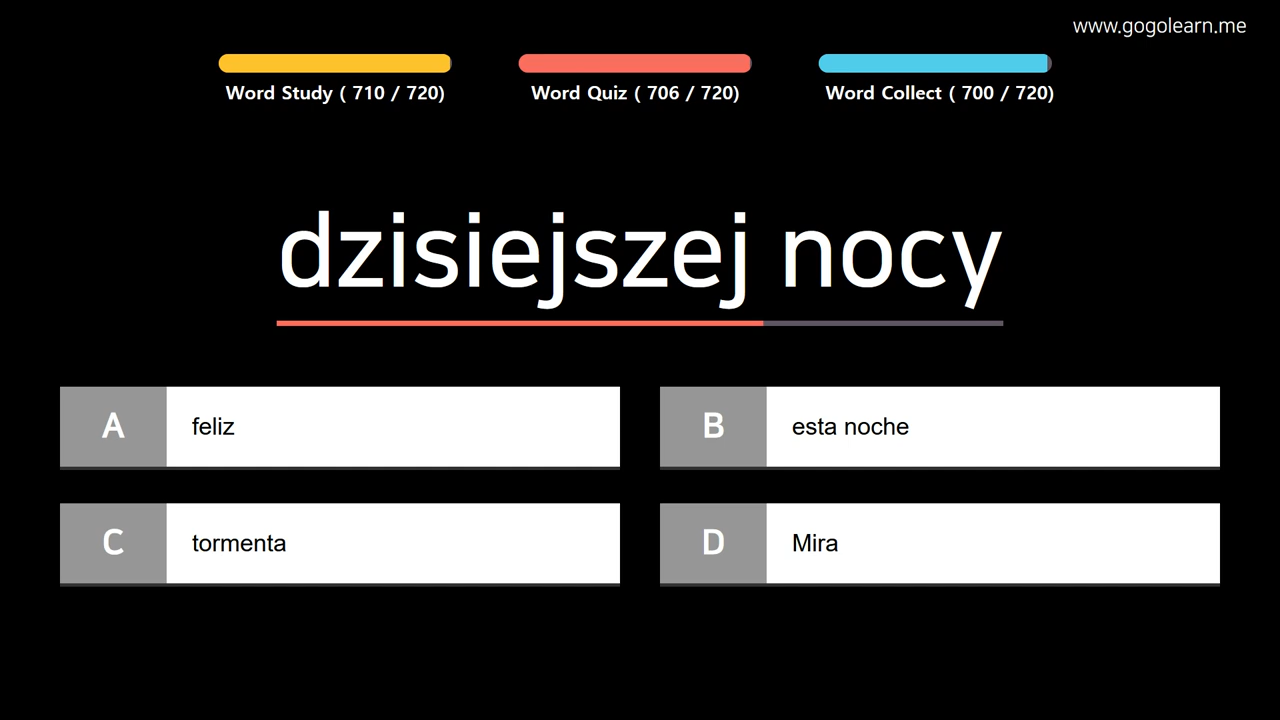 www.gogolearn.me
Word Study ( 710 / 720)
Word Quiz ( 706 / 720)
Word Collect ( 700 / 720)
dzisiejszej nocy
A
feliz
B
esta noche
C
tormenta
D
Mira